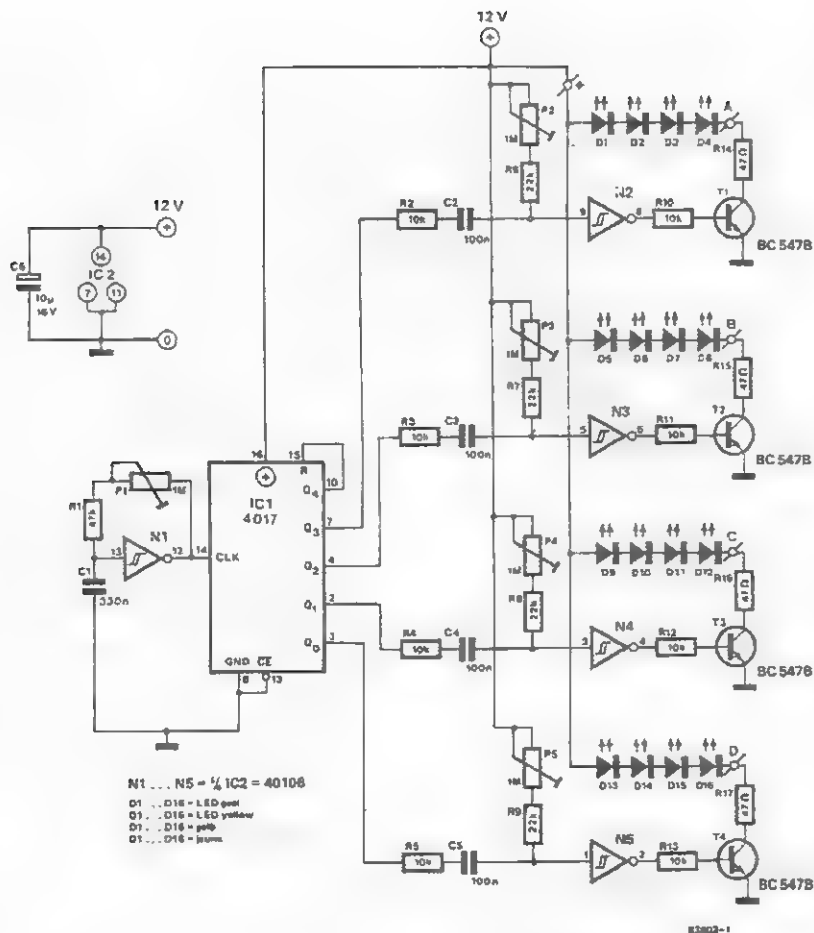 12 V
+
P2
1M
R6
22k
D1 D2 D3 D4 A
R14
47Ω
R2
10k
C2
100n
N2
9 8
R10
10k
T1
BC 547B
12 V
+
16
IC 2
7 11
C6
10µ
16V
0
P3
1M
R7
22k
D5 D6 D7 D8 B
R15
47Ω
R3
10k
C3
100n
N3
5 6
R11
10k
T2
BC 547B
P1
1M
R1
47k
N1
13 12
C1
330n
16
15
R
+
IC1
4017
14 CLK
Q4 10
Q3 7
Q2 4
Q1 2
Q0 3
GND CE
8 13
P4
1M
R8
22k
D9 D10 D11 D12 C
R16
47Ω
R4
10k
C4
100n
N4
3 4
R12
10k
T3
BC 547B
P5
1M
R9
22k
D13 D14 D15 D16 D
R17
47Ω
R5
10k
C5
100n
N5
1 2
R13
10k
T4
BC 547B
N1 ... N5 = IC2 = 40106
D1 ... D16 = LED
D1 ... D16 = LED yellow
D1 ... D16 = gelb
D1 ... D16 = jaune